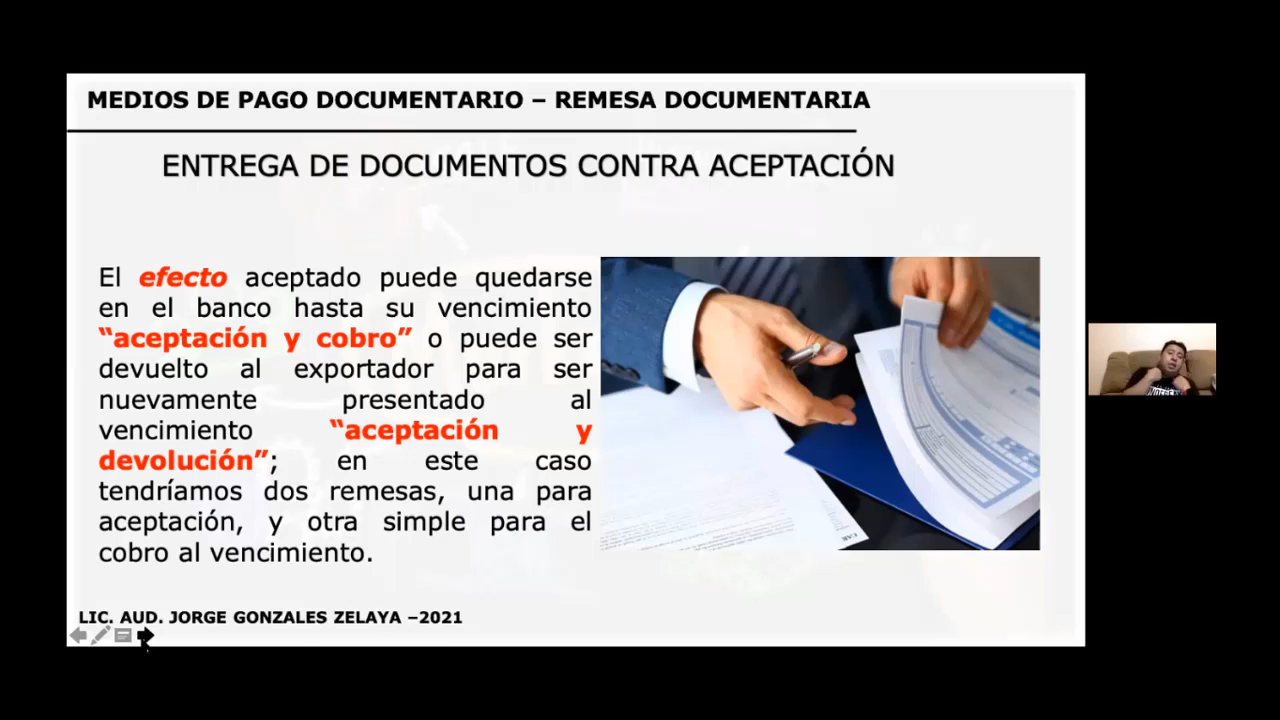 MEDIOS DE PAGO DOCUMENTARIO – REMESA DOCUMENTARIA
ENTREGA DE DOCUMENTOS CONTRA ACEPTACIÓN
El efecto aceptado puede quedarse
en el banco hasta su vencimiento
“aceptación y cobro” o puede ser
devuelto al exportador para ser
nuevamente presentado al
vencimiento “aceptación y
devolución”; en este caso
tendríamos dos remesas, una para
aceptación, y otra simple para el
cobro al vencimiento.
LIC. AUD. JORGE GONZALES ZELAYA –2021